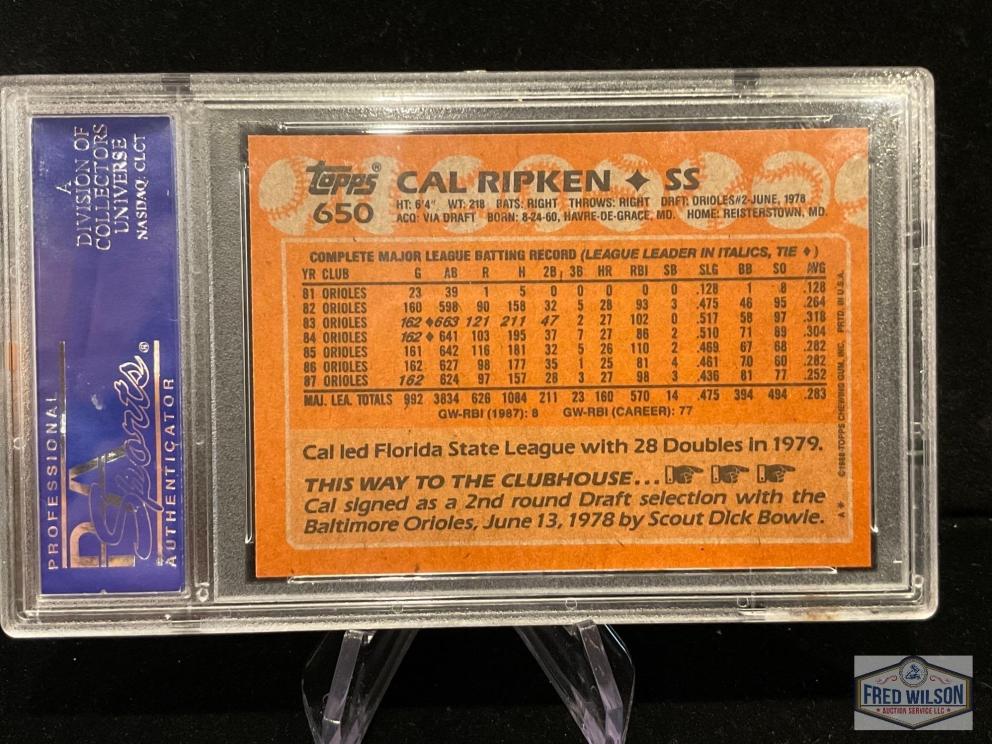 A
DIVISION OF
COLLECTORS
UNIVERSE
NASDAQ: CLCT
PROFESSIONAL
PSA
Sports®
AUTHENTICATOR
Topps®
650
CAL RIPKEN ✦ SS
HT: 6'4" WT: 218 BATS: RIGHT THROWS: RIGHT DRAFT: ORIOLES#2-JUNE, 1978
ACQ: VIA DRAFT BORN: 8-24-60, HAVRE-DE-GRACE, MD. HOME: REISTERSTOWN, MD.
COMPLETE MAJOR LEAGUE BATTING RECORD (LEAGUE LEADER IN ITALICS, TIE ♦)
YR CLUB G AB R H 2B 3B HR RBI SB SLG BB SO AVG
81 ORIOLES 23 39 1 5 0 0 0 0 0 .128 1 8 .128
82 ORIOLES 160 598 90 158 32 5 28 93 3 .475 46 95 .264
83 ORIOLES 162 ♦663 121 211 47 2 27 102 0 .517 58 97 .318
84 ORIOLES 162 ♦ 641 103 195 37 7 27 86 2 .510 71 89 .304
85 ORIOLES 161 642 116 181 32 5 26 110 2 .469 67 68 .282
86 ORIOLES 162 627 98 177 35 1 25 81 4 .461 70 60 .282
87 ORIOLES 162 624 97 157 28 3 27 98 3 .436 81 77 .252
MAJ. LEA. TOTALS 992 3834 626 1084 211 23 160 570 14 .475 394 494 .283
GW-RBI (1987): 8 GW-RBI (CAREER): 77
Cal led Florida State League with 28 Doubles in 1979.
THIS WAY TO THE CLUBHOUSE...
Cal signed as a 2nd round Draft selection with the
Baltimore Orioles, June 13, 1978 by Scout Dick Bowie.
A* ©1988 TOPPS CHEWING GUM, INC. PRTD. IN U.S.A.
FRED WILSON
AUCTION SERVICE LLC